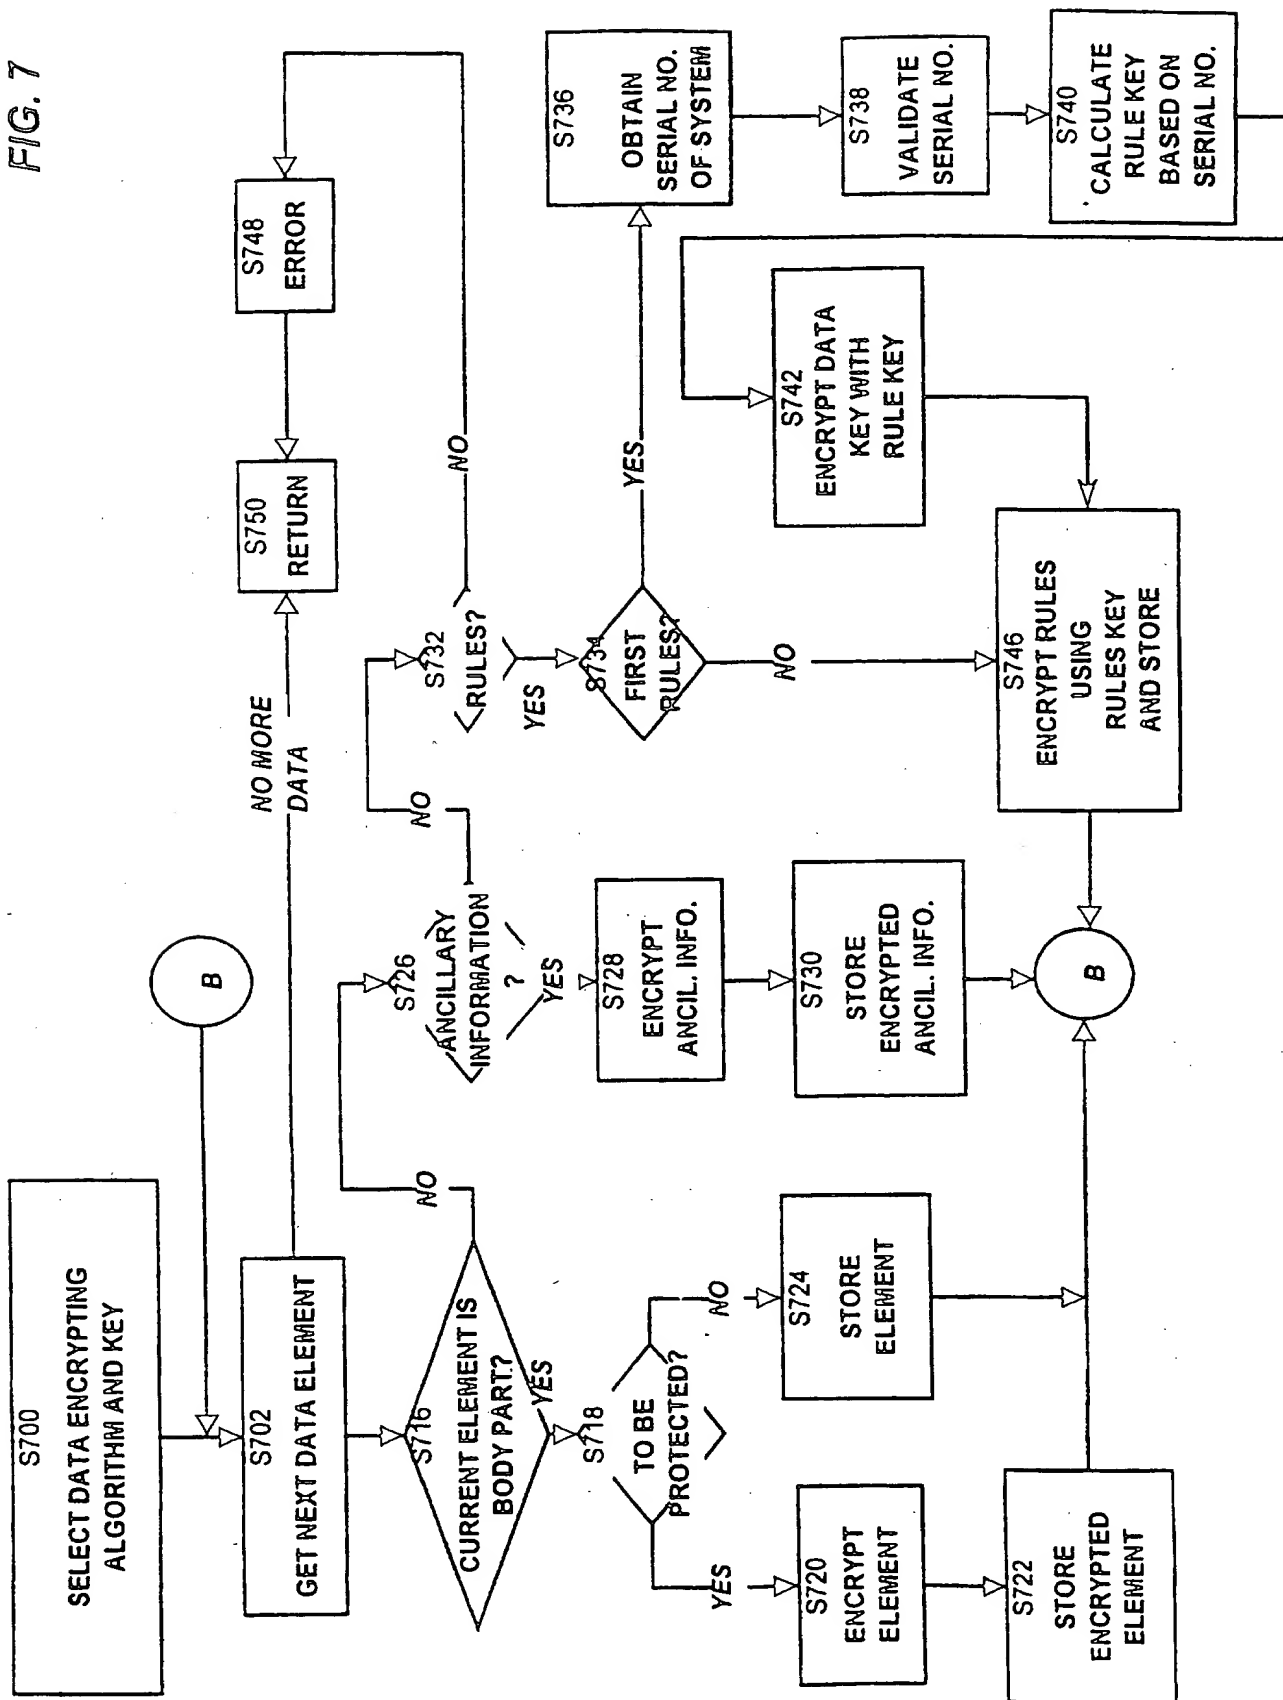 FIG. 7
S700
SELECT DATA ENCRYPTING
ALGORITHM AND KEY
B
S702
GET NEXT DATA ELEMENT
NO MORE
DATA
S750
RETURN
S748
ERROR
S716
CURRENT ELEMENT IS
BODY PART?
NO
YES
S726
ANCILLARY
INFORMATION
?
NO
YES
S732
RULES?
NO
YES
S718
TO BE
PROTECTED?
YES
NO
S728
ENCRYPT
ANCIL. INFO.
S734
FIRST
RULES?
YES
NO
S736
OBTAIN
SERIAL NO.
OF SYSTEM
S720
ENCRYPT
ELEMENT
S724
STORE
ELEMENT
S730
STORE
ENCRYPTED
ANCIL. INFO.
S742
ENCRYPT DATA
KEY WITH
RULE KEY
S738
VALIDATE
SERIAL NO.
S722
STORE
ENCRYPTED
ELEMENT
B
S746
ENCRYPT RULES
USING
RULES KEY
AND STORE
S740
CALCULATE
RULE KEY
BASED ON
SERIAL NO.